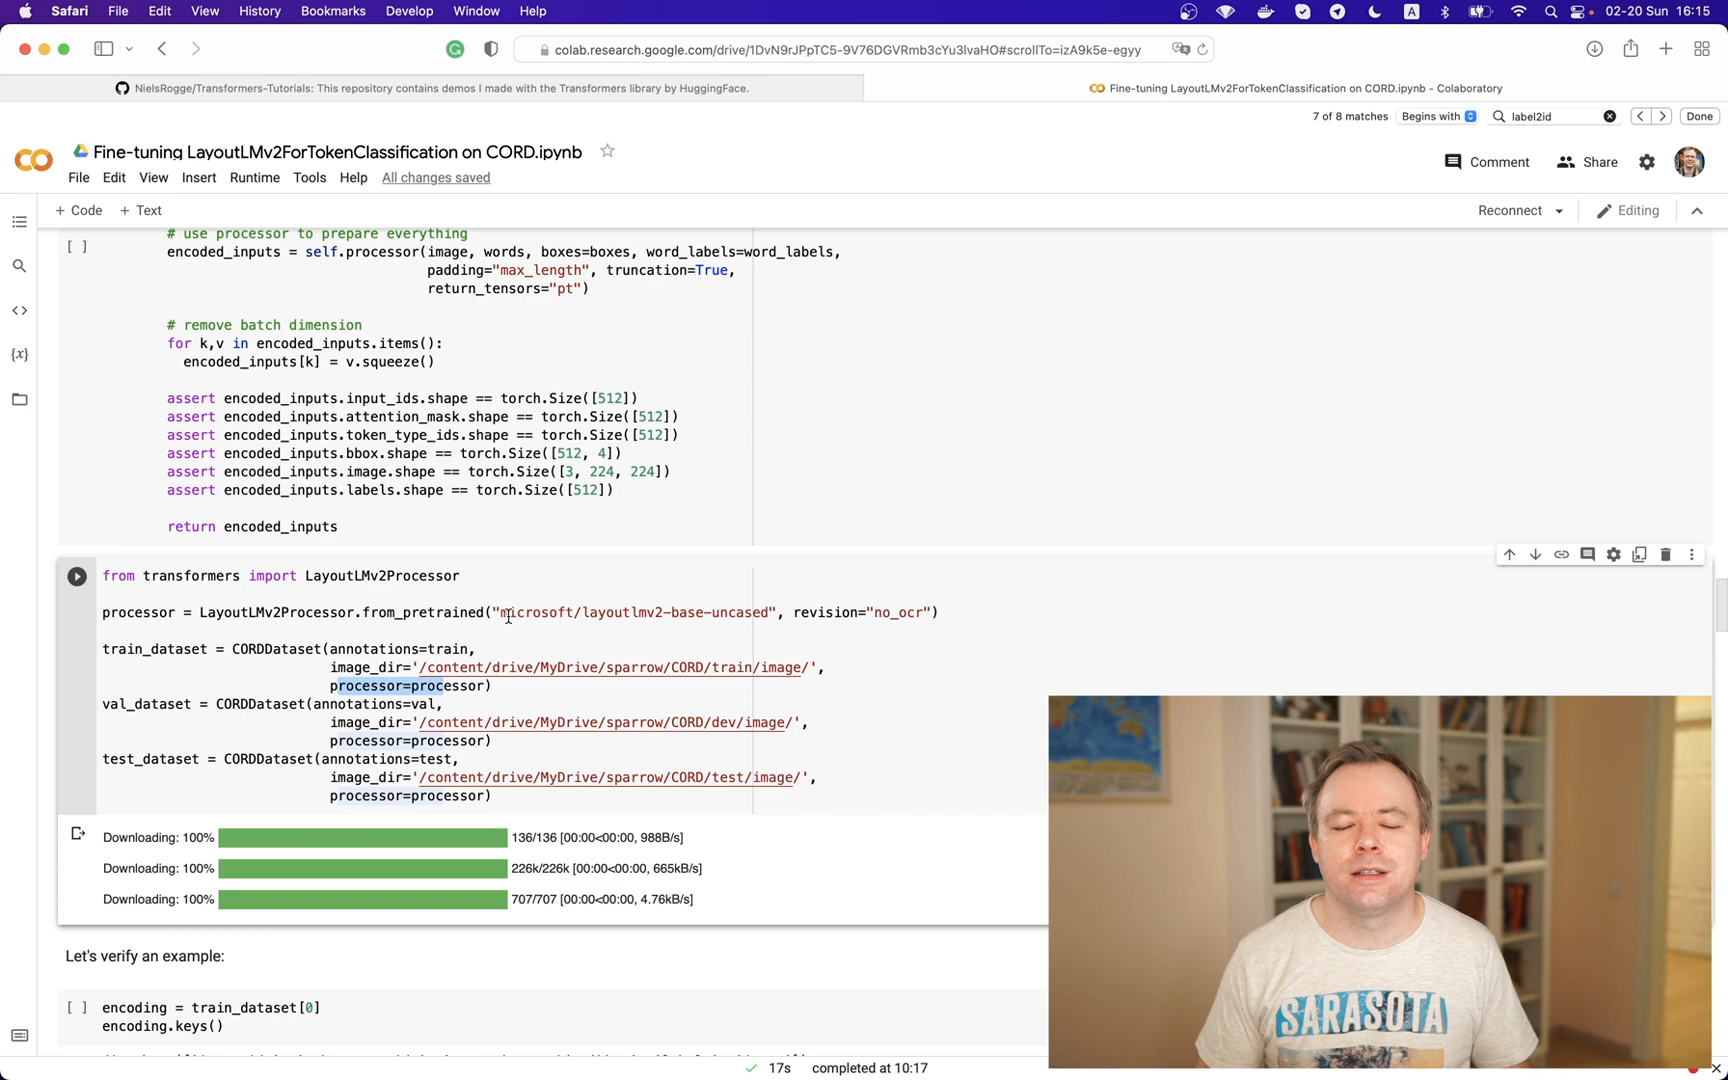 Safari File Edit View History Bookmarks Develop Window Help 02-20 Sun 16:15
colab.research.google.com/drive/1DvN9rJPpTC5-9V76DGVRmb3cYu3lvaHO#scrollTo=izA9k5e-egyy
NielsRogge/Transformers-Tutorials: This repository contains demos I made with the Transformers library by HuggingFace.
Fine-tuning LayoutLMv2ForTokenClassification on CORD.ipynb - Colaboratory
7 of 8 matches Begins with label2id Done
Fine-tuning LayoutLMv2ForTokenClassification on CORD.ipynb
Comment Share
File Edit View Insert Runtime Tools Help All changes saved
+ Code + Text Reconnect Editing
# use processor to prepare everything
[ ] encoded_inputs = self.processor(image, words, boxes=boxes, word_labels=word_labels,
padding="max_length", truncation=True,
return_tensors="pt")
# remove batch dimension
for k,v in encoded_inputs.items():
encoded_inputs[k] = v.squeeze()
assert encoded_inputs.input_ids.shape == torch.Size([512])
assert encoded_inputs.attention_mask.shape == torch.Size([512])
assert encoded_inputs.token_type_ids.shape == torch.Size([512])
assert encoded_inputs.bbox.shape == torch.Size([512, 4])
assert encoded_inputs.image.shape == torch.Size([3, 224, 224])
assert encoded_inputs.labels.shape == torch.Size([512])
return encoded_inputs
from transformers import LayoutLMv2Processor
processor = LayoutLMv2Processor.from_pretrained("microsoft/layoutlmv2-base-uncased", revision="no_ocr")
train_dataset = CORDDataset(annotations=train,
image_dir='/content/drive/MyDrive/sparrow/CORD/train/image/',
processor=processor)
val_dataset = CORDDataset(annotations=val,
image_dir='/content/drive/MyDrive/sparrow/CORD/dev/image/',
processor=processor)
test_dataset = CORDDataset(annotations=test,
image_dir='/content/drive/MyDrive/sparrow/CORD/test/image/',
processor=processor)
Downloading: 100% 136/136 [00:00<00:00, 988B/s]
Downloading: 100% 226k/226k [00:00<00:00, 665kB/s]
Downloading: 100% 707/707 [00:00<00:00, 4.76kB/s]
Let's verify an example:
[ ] encoding = train_dataset[0]
encoding.keys()
17s completed at 10:17
SARASOTA